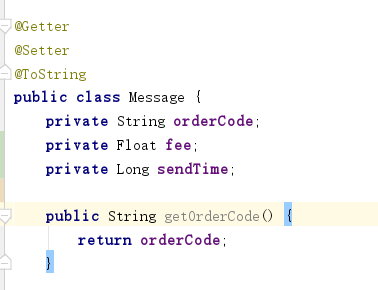 @Getter
@Setter
@ToString
public class Message {
private String orderCode;
private Float fee;
private Long sendTime;
public String getOrderCode() {
return orderCode;
}